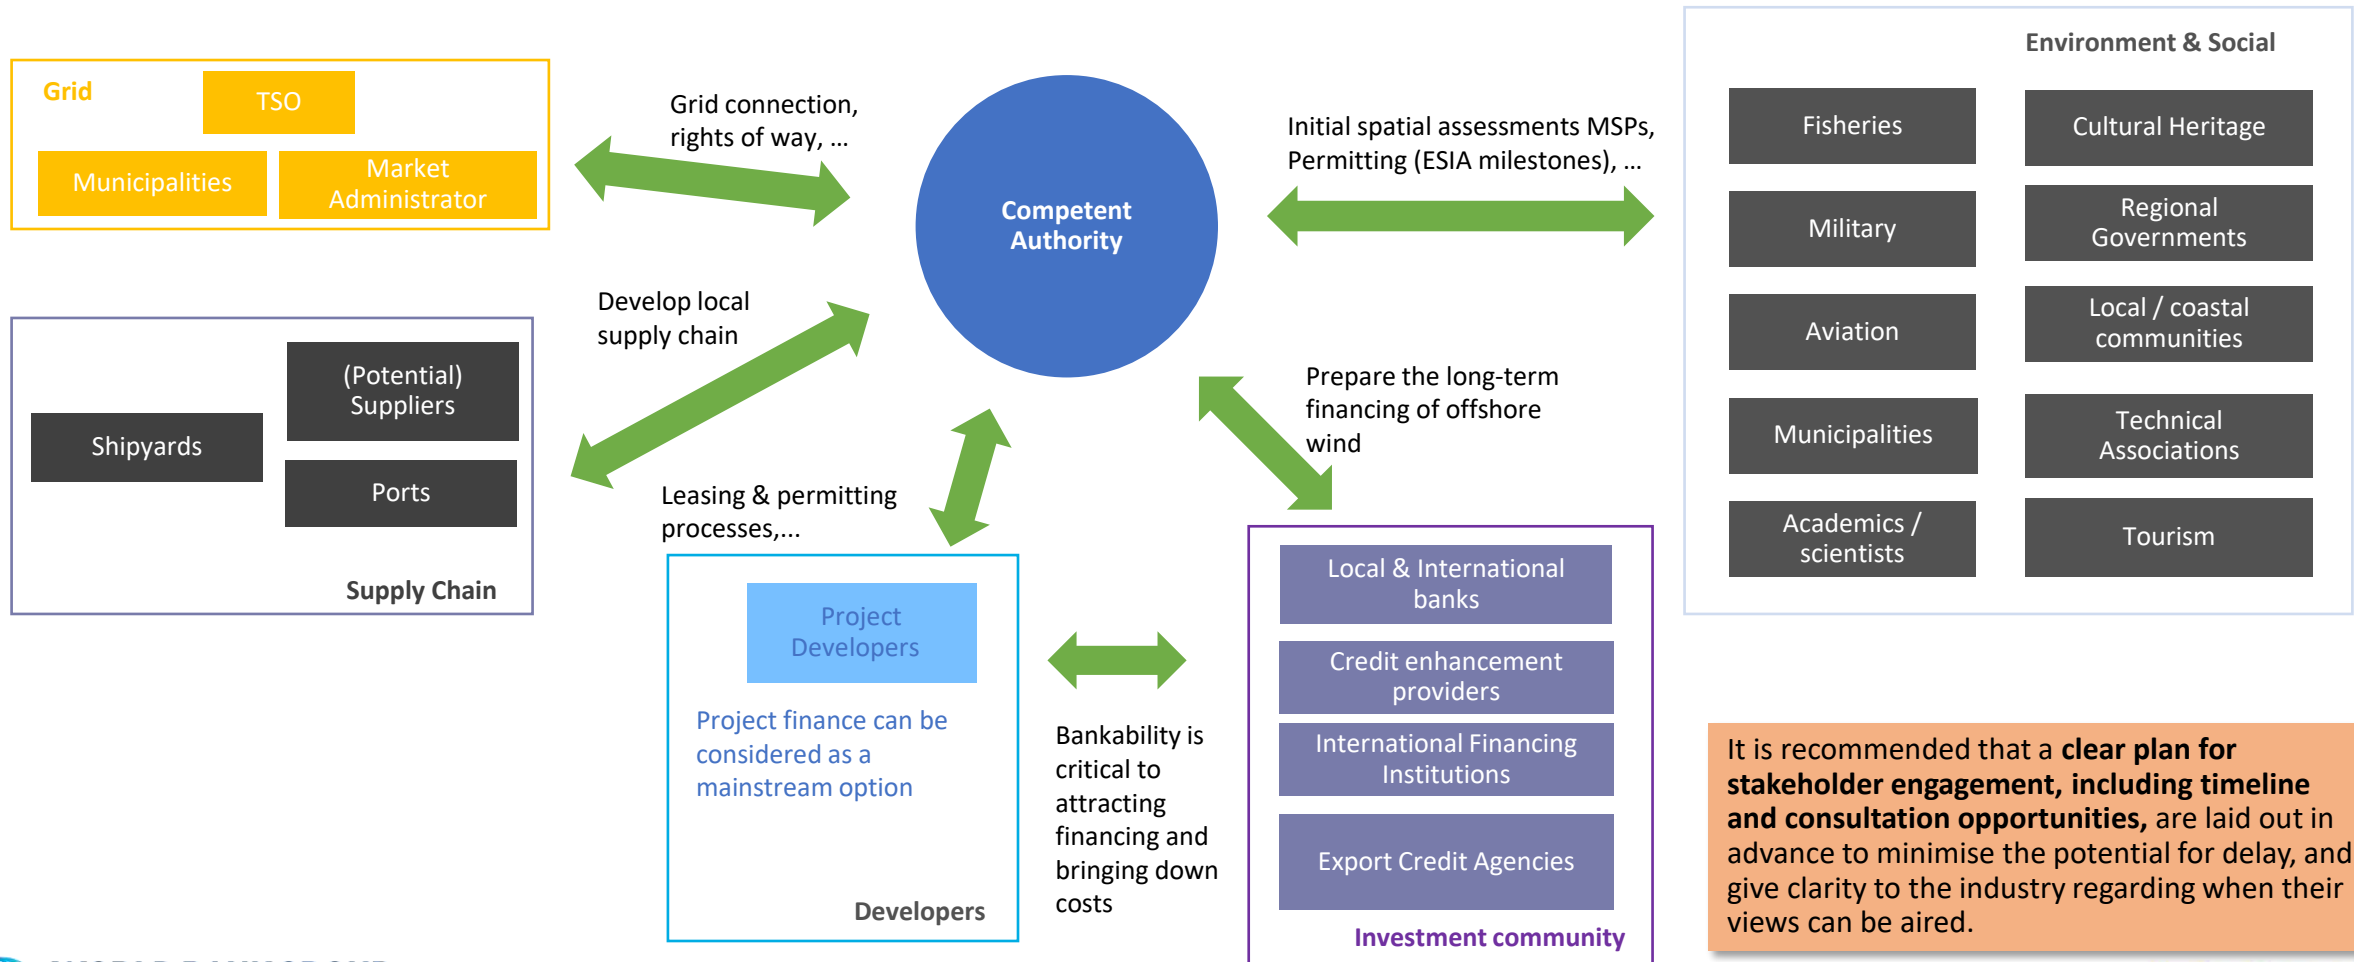 Grid
TSO
Municipalities
Market
Administrator
Grid connection,
rights of way, ...
Competent
Authority
Initial spatial assessments MSPs,
Permitting (ESIA milestones), ...
Environment & Social
Fisheries
Cultural Heritage
Military
Regional
Governments
Aviation
Local / coastal
communities
Municipalities
Technical
Associations
Academics /
scientists
Tourism
Develop local
supply chain
Shipyards
(Potential)
Suppliers
Ports
Supply Chain
Leasing & permitting
processes,...
Prepare the long-term
financing of offshore
wind
Project
Developers
Project finance can be
considered as a
mainstream option
Developers
Bankability is
critical to
attracting
financing and
bringing down
costs
Local & International
banks
Credit enhancement
providers
International Financing
Institutions
Export Credit Agencies
Investment community
It is recommended that a clear plan for
stakeholder engagement, including timeline
and consultation opportunities, are laid out in
advance to minimise the potential for delay, and
give clarity to the industry regarding when their
views can be aired.